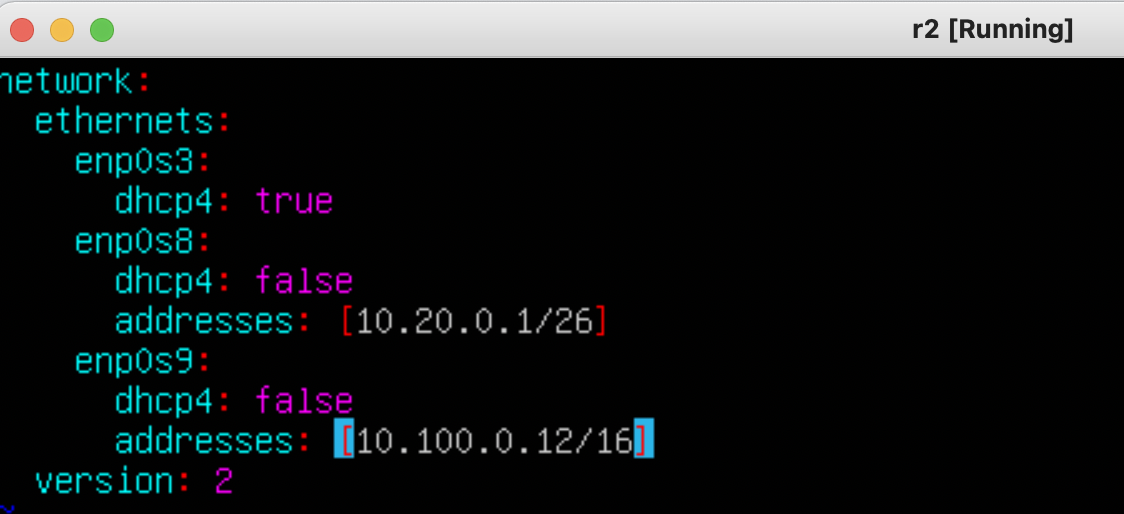 r2 [Running]
network:
  ethernets:
    enp0s3:
      dhcp4: true
    enp0s8:
      dhcp4: false
      addresses: [10.20.0.1/26]
    enp0s9:
      dhcp4: false
      addresses: [10.100.0.12/16]
  version: 2
~